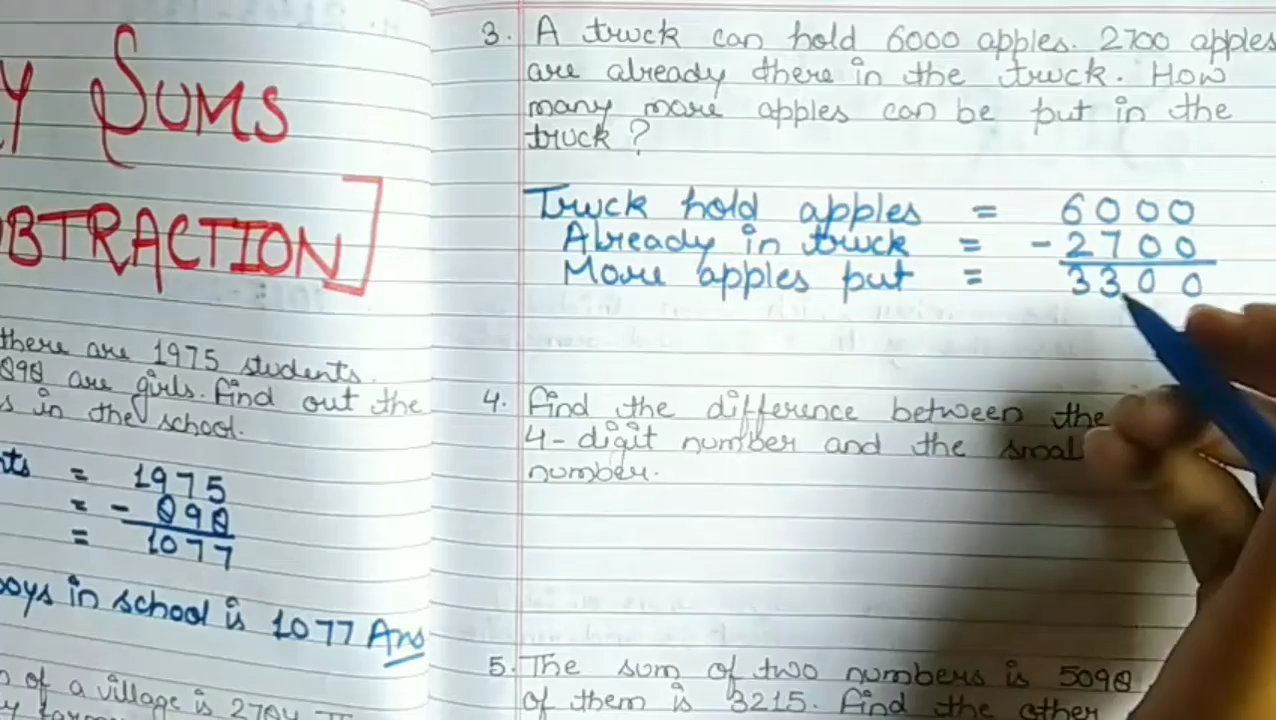 Y SUMS
BTRACTION]
there are 1975 students.
898 are girls. Find out the
s in the school.
nts = 1975
= - 898
= 1077
boys in school is 1077 Ans
of a village is 2784
3. A truck can hold 6000 apples. 2700 apples
are already there in the truck. How
many more apples can be put in the
truck?
Truck hold apples = 6000
Already in truck = -2700
More apples put = 3300
4. Find the difference between the
4-digit number and the smal
number.
5. The sum of two numbers is 5098
of them is 3215. Find the other